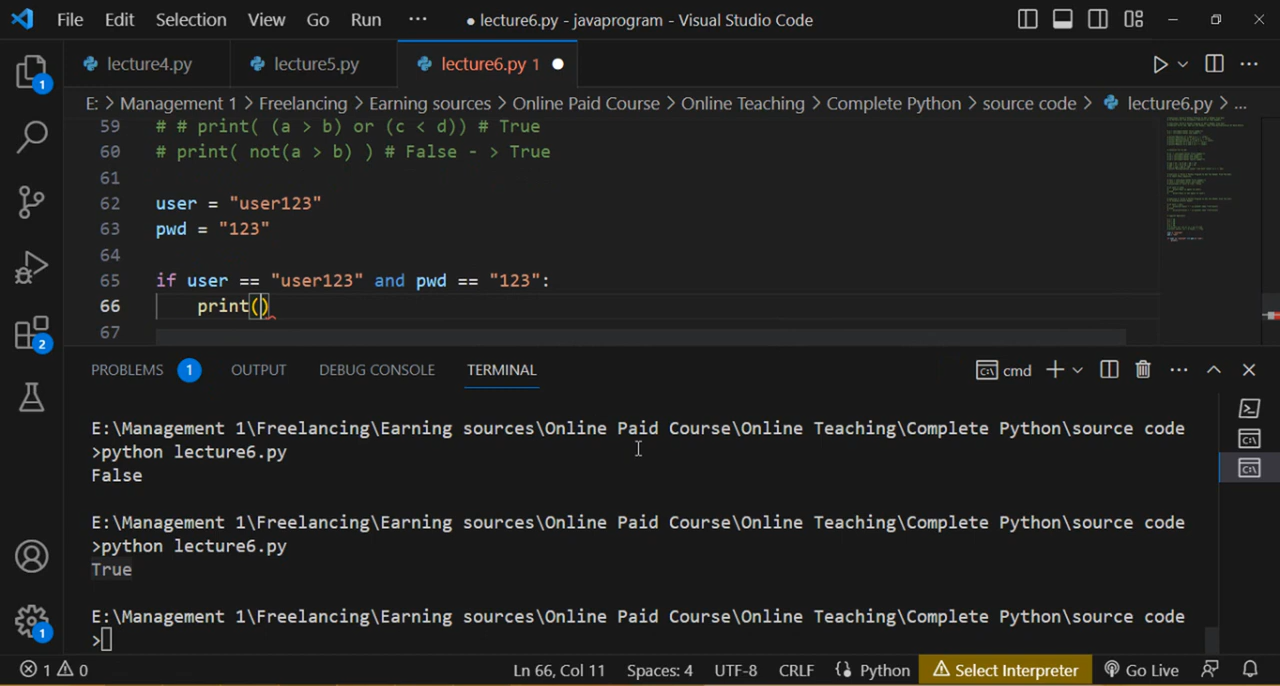 File Edit Selection View Go Run ··· ● lecture6.py - javaprogram - Visual Studio Code
lecture4.py lecture5.py lecture6.py 1 ●
E: > Management 1 > Freelancing > Earning sources > Online Paid Course > Online Teaching > Complete Python > source code > lecture6.py > ...
59 # # print( (a > b) or (c < d)) # True
60 # print( not(a > b) ) # False - > True
61
62 user = "user123"
63 pwd = "123"
64
65 if user == "user123" and pwd == "123":
66 print()
67
PROBLEMS 1 OUTPUT DEBUG CONSOLE TERMINAL cmd
E:\Management 1\Freelancing\Earning sources\Online Paid Course\Online Teaching\Complete Python\source code
>python lecture6.py
False
E:\Management 1\Freelancing\Earning sources\Online Paid Course\Online Teaching\Complete Python\source code
>python lecture6.py
True
E:\Management 1\Freelancing\Earning sources\Online Paid Course\Online Teaching\Complete Python\source code
>
1
2
1
1 0 Ln 66, Col 11 Spaces: 4 UTF-8 CRLF Python Select Interpreter Go Live